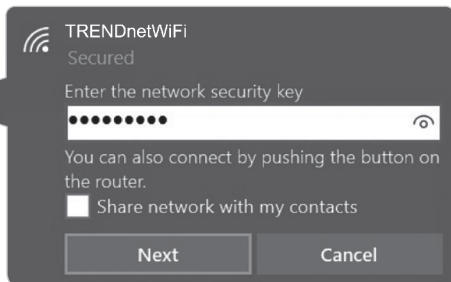 TRENDnetWiFi
Secured
Enter the network security key
●●●●●●●●●
You can also connect by pushing the button on
the router.
Share network with my contacts
Next Cancel